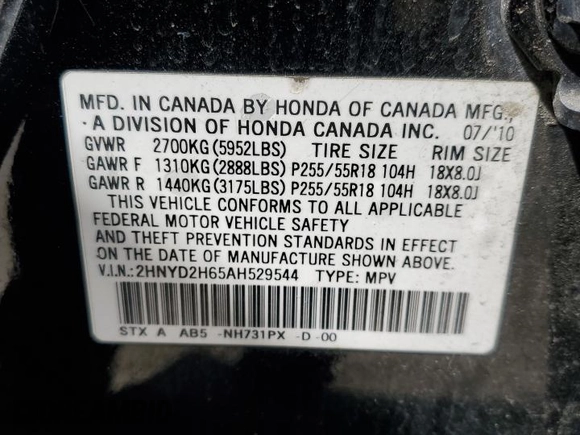 MFD. IN CANADA BY HONDA OF CANADA MFG.,
A DIVISION OF HONDA CANADA INC. 07/'10
GVWR 2700KG(5952LBS) TIRE SIZE RIM SIZE
GAWR F 1310KG(2888LBS) P255/55R18 104H 18X8.0J
GAWR R 1440KG(3175LBS) P255/55R18 104H 18X8.0J
THIS VEHICLE CONFORMS TO ALL APPLICABLE
FEDERAL MOTOR VEHICLE SAFETY
AND THEFT PREVENTION STANDARDS IN EFFECT
ON THE DATE OF MANUFACTURE SHOWN ABOVE.
V.I.N.:2HNYD2H65AH529544 TYPE: MPV
STX A AB5 -NH731PX -D -00